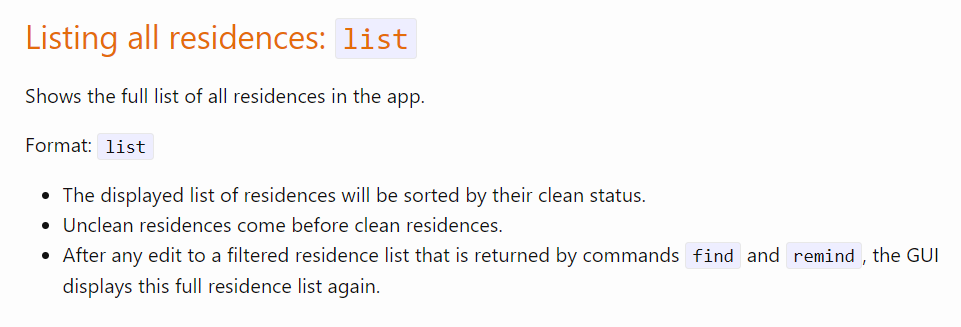 Listing all residences: list
Shows the full list of all residences in the app.
Format: list
• The displayed list of residences will be sorted by their clean status.
• Unclean residences come before clean residences.
• After any edit to a filtered residence list that is returned by commands find and remind, the GUI
displays this full residence list again.